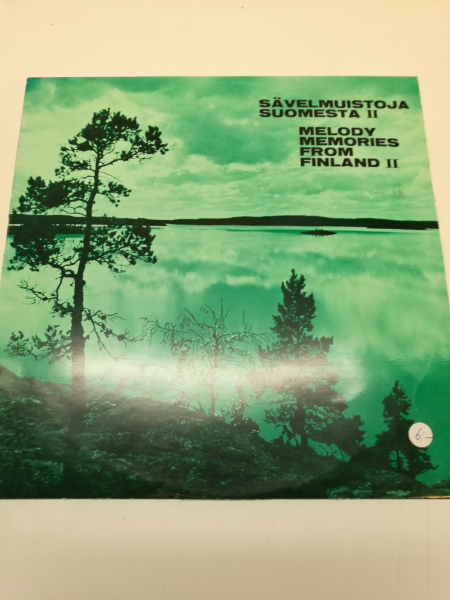 SÄVELMUISTOJA
SUOMESTA II
MELODY
MEMORIES
FROM
FINLAND II
6:-